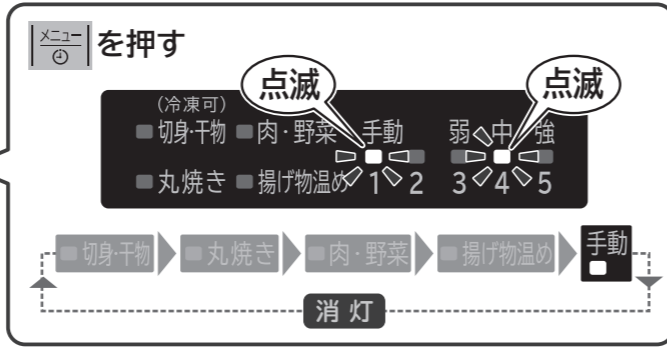 メニュー を押す
点滅 点滅
(冷凍可)
切身·干物 肉・野菜 手動 弱 中 強
丸焼き 揚げ物温め 1 2 3 4 5
切身·干物 丸焼き 肉・野菜 揚げ物温め 手動
消灯